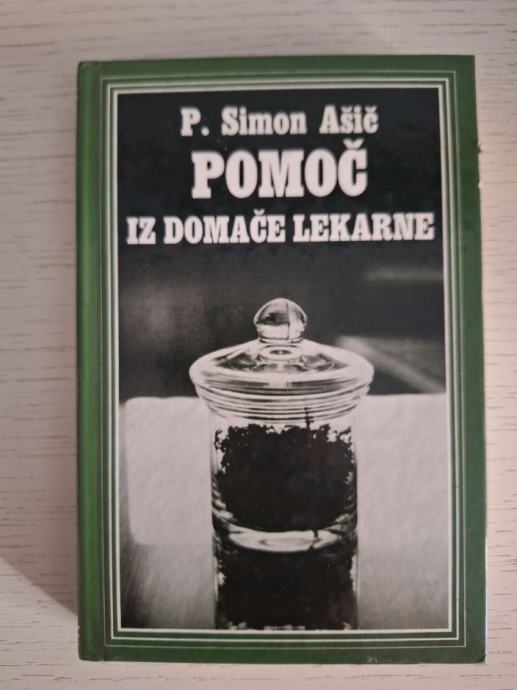 P. Simon Ašič
POMOČ
IZ DOMAČE LEKARNE